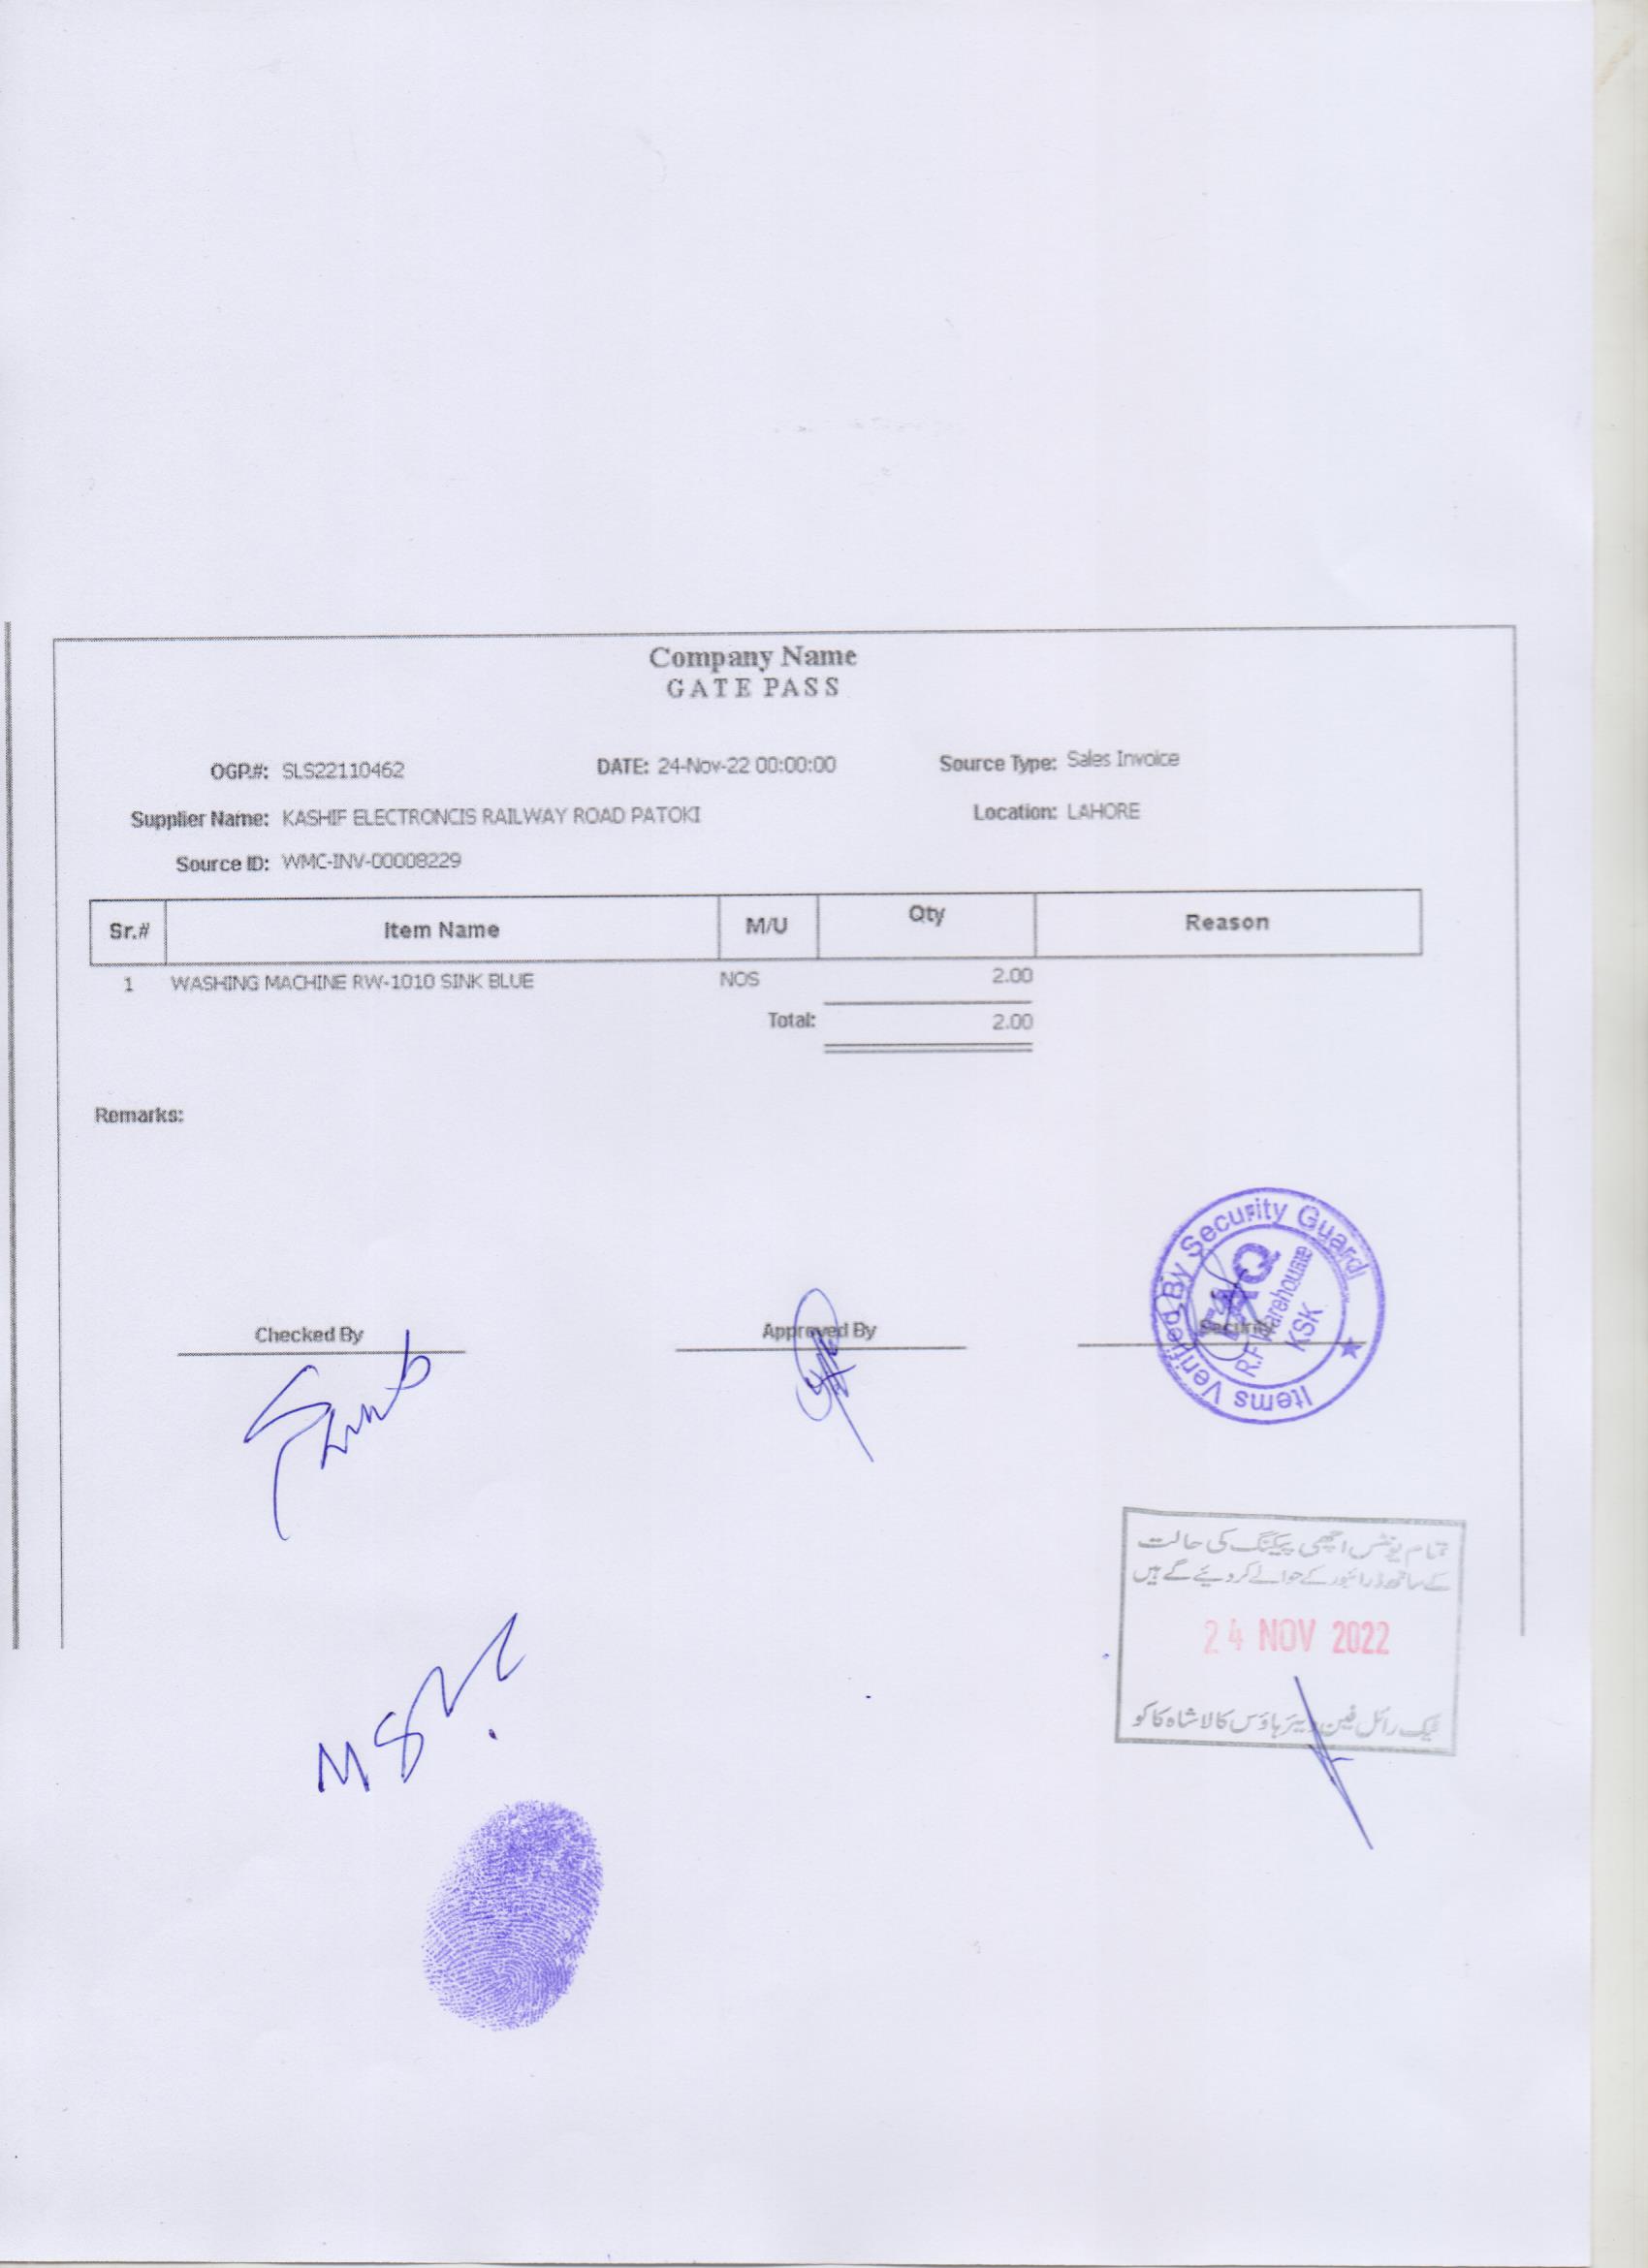 Company Name
GATE PASS
OGP.#: SLS22110462 DATE: 24-Nov-22 00:00:00 Source Type: Sales Invoice
Supplier Name: KASHIF ELECTRONCIS RAILWAY ROAD PATOKI Location: LAHORE
Source ID: WMC-INV-00008229
Sr.# Item Name M/U Qty Reason
1 WASHING MACHINE RW-1010 SINK BLUE NOS 2.00
Total: 2.00
Remarks:
Checked By Approved By Security
Items Verified By Security Guard
TAQ
R.F Warehouse
KSK
تمام یونٹس اچھی پیکنگ کی حالت
کے ساتھ ڈرائیور کے حوالے کر دیئے گے ہیں
24 NOV 2022
ٹیک رائل فین ویئر ہاؤس کالا شاہ کاکو